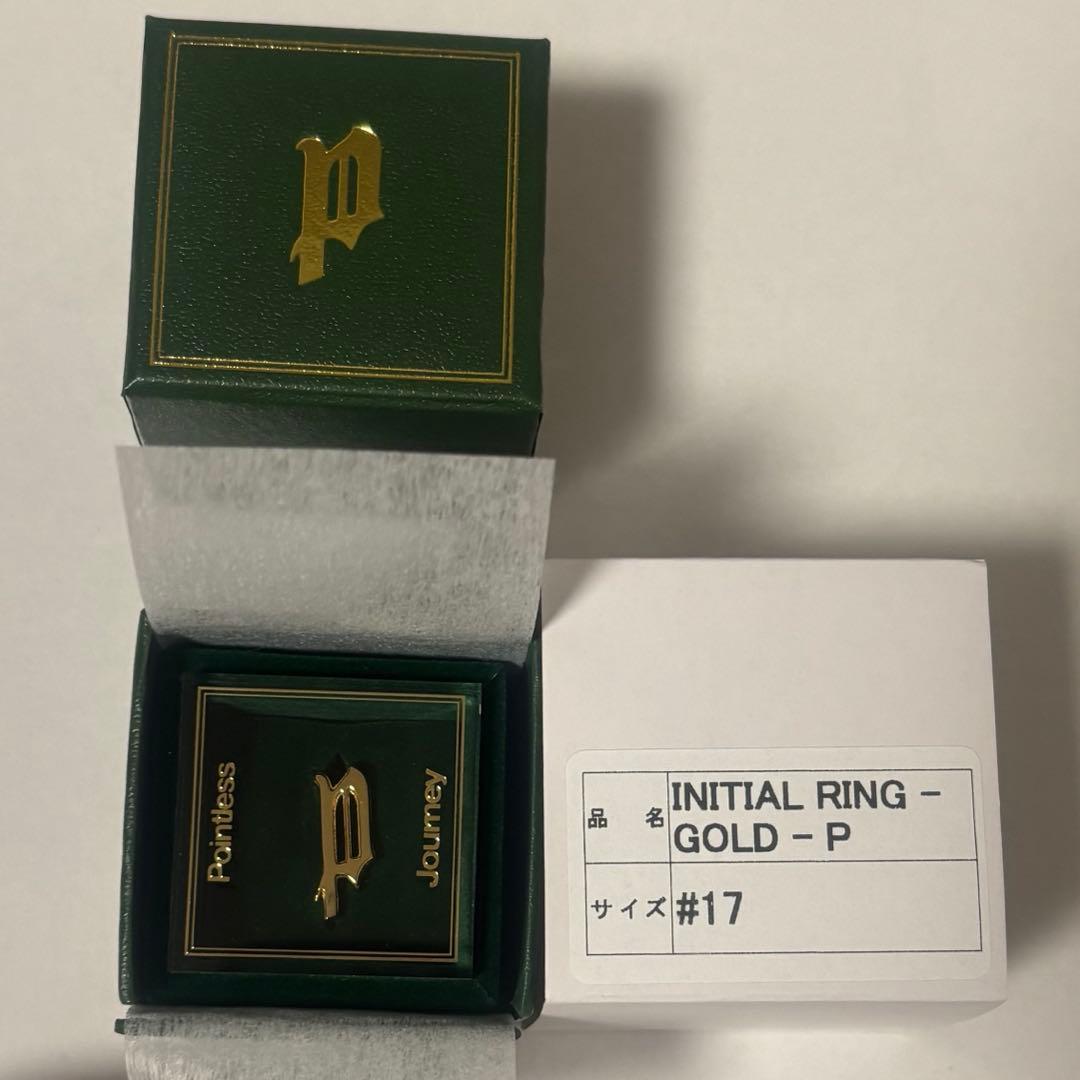 P
Pointless
P
Journey
品 名 INITIAL RING -
GOLD - P
サイズ #17